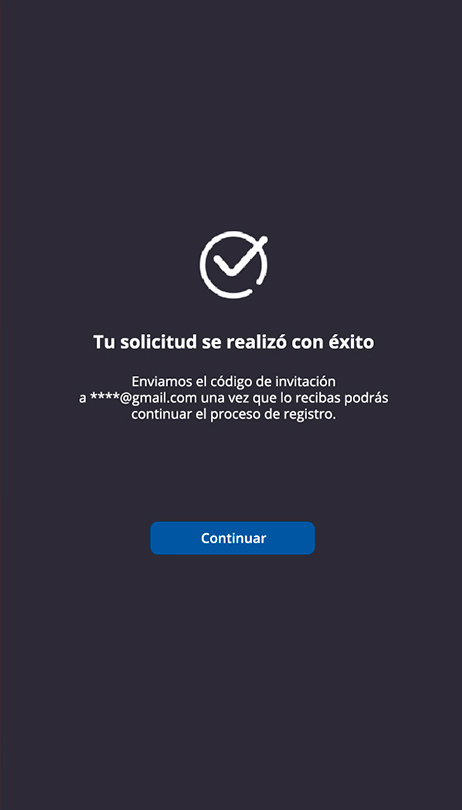 Tu solicitud se realizó con éxito
Enviamos el código de invitación
a ****@gmail.com una vez que lo recibas podrás
continuar el proceso de registro.
Continuar